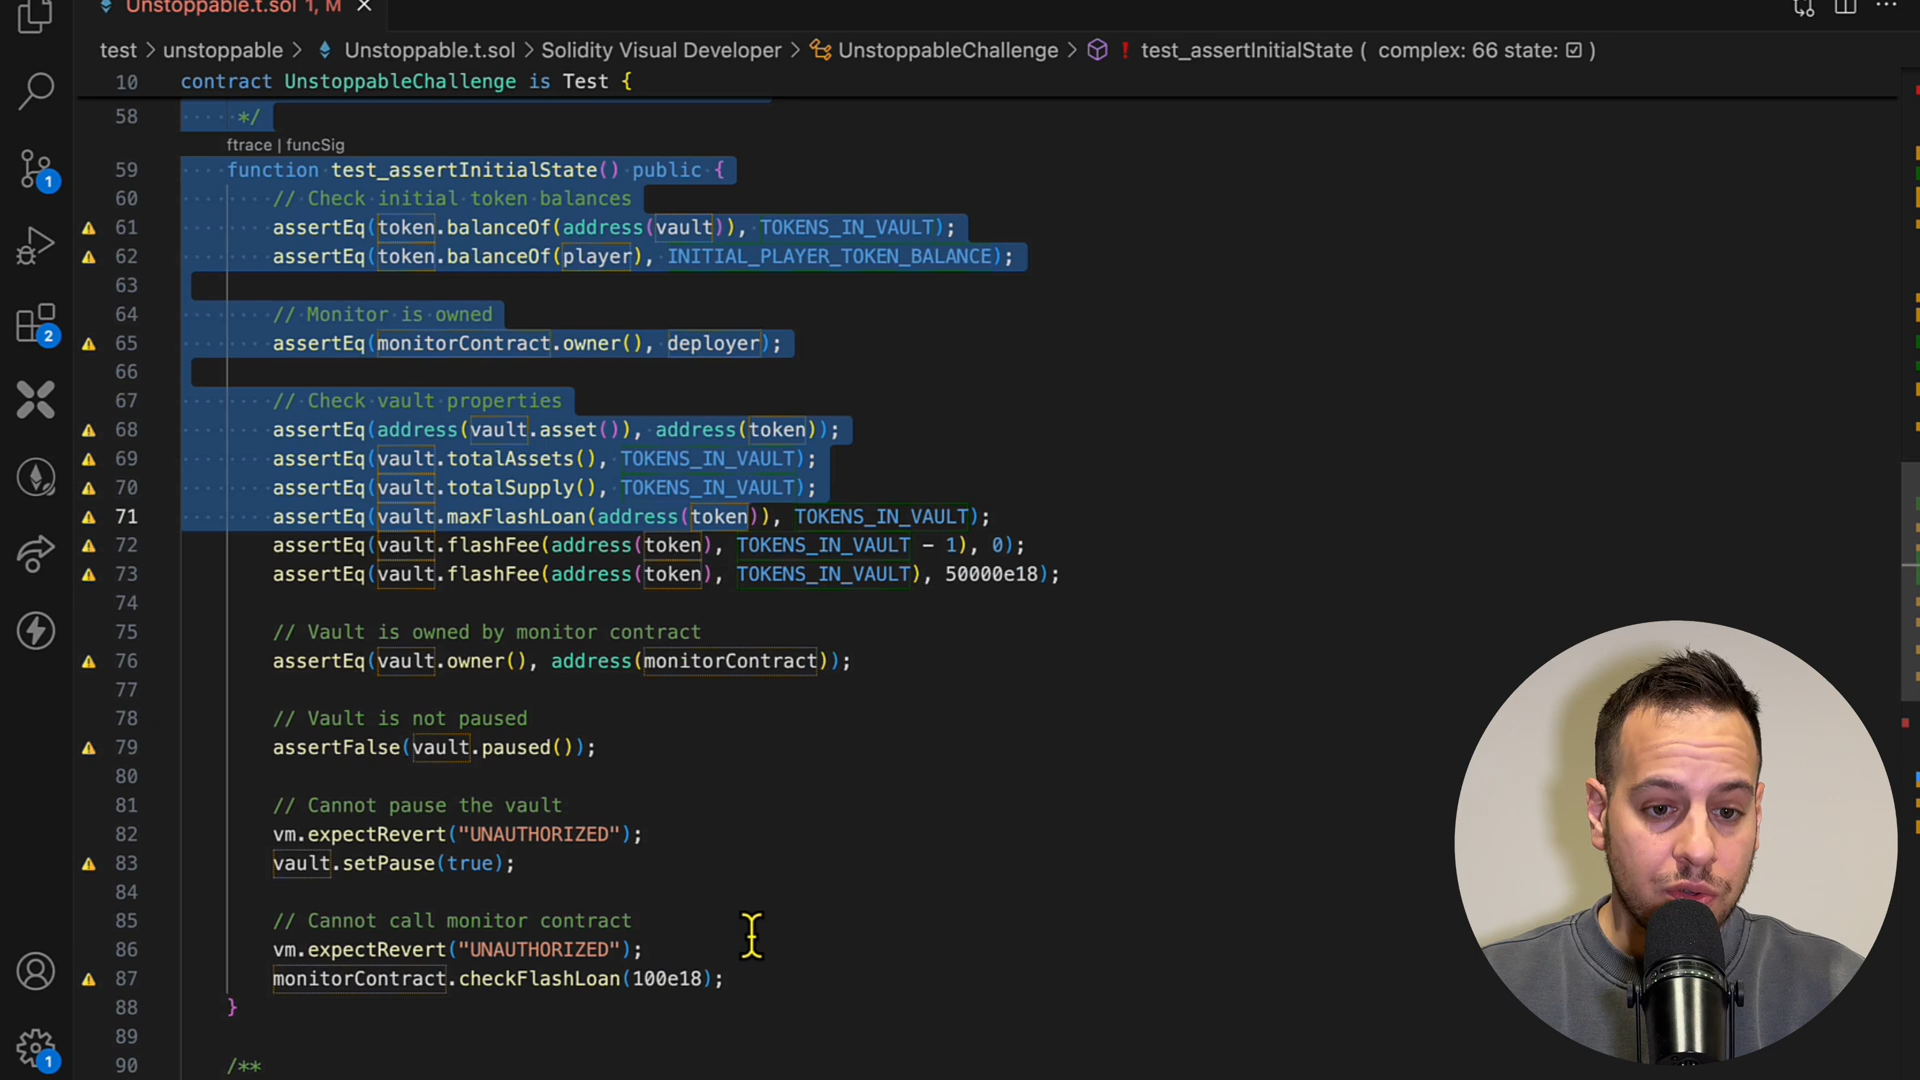 Unstoppable.t.sol 1, M
test > unstoppable > Unstoppable.t.sol > Solidity Visual Developer > UnstoppableChallenge > ! test_assertInitialState ( complex: 66 state: ☑ )
10 contract UnstoppableChallenge is Test {
58 */
ftrace | funcSig
59 function test_assertInitialState() public {
60 // Check initial token balances
61 assertEq(token.balanceOf(address(vault)), TOKENS_IN_VAULT);
62 assertEq(token.balanceOf(player), INITIAL_PLAYER_TOKEN_BALANCE);
63
64 // Monitor is owned
65 assertEq(monitorContract.owner(), deployer);
66
67 // Check vault properties
68 assertEq(address(vault.asset()), address(token));
69 assertEq(vault.totalAssets(), TOKENS_IN_VAULT);
70 assertEq(vault.totalSupply(), TOKENS_IN_VAULT);
71 assertEq(vault.maxFlashLoan(address(token)), TOKENS_IN_VAULT);
72 assertEq(vault.flashFee(address(token), TOKENS_IN_VAULT - 1), 0);
73 assertEq(vault.flashFee(address(token), TOKENS_IN_VAULT), 50000e18);
74
75 // Vault is owned by monitor contract
76 assertEq(vault.owner(), address(monitorContract));
77
78 // Vault is not paused
79 assertFalse(vault.paused());
80
81 // Cannot pause the vault
82 vm.expectRevert("UNAUTHORIZED");
83 vault.setPause(true);
84
85 // Cannot call monitor contract
86 vm.expectRevert("UNAUTHORIZED");
87 monitorContract.checkFlashLoan(100e18);
88 }
89
90 /**
1
2
1